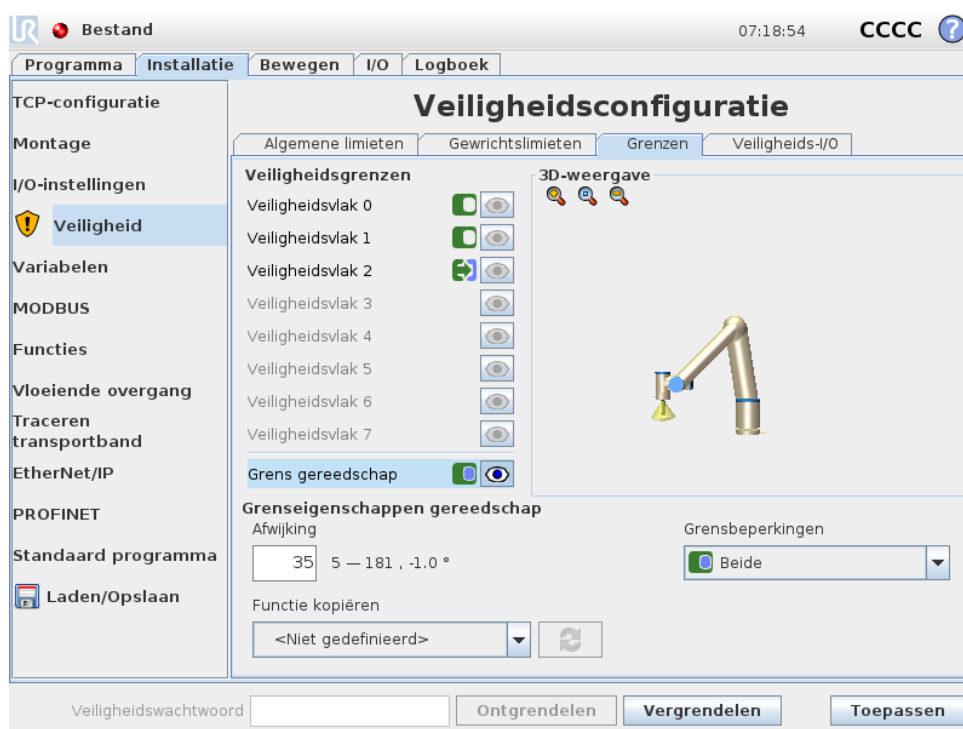 UR Bestand 07:18:54 CCCC ?
Programma Installatie Bewegen I/O Logboek
TCP-configuratie
Montage
I/O-instellingen
Veiligheid
Variabelen
MODBUS
Functies
Vloeiende overgang
Traceren
transportband
EtherNet/IP
PROFINET
Standaard programma
Laden/Opslaan
Veiligheidsconfiguratie
Algemene limieten Gewrichtslimieten Grenzen Veiligheids-I/O
Veiligheidsgrenzen
Veiligheidsvlak 0
Veiligheidsvlak 1
Veiligheidsvlak 2
Veiligheidsvlak 3
Veiligheidsvlak 4
Veiligheidsvlak 5
Veiligheidsvlak 6
Veiligheidsvlak 7
Grens gereedschap
3D-weergave
Grenseigenschappen gereedschap
Afwijking
35 5 — 181 , -1.0 °
Grensbeperkingen
Beide
Functie kopiëren
<Niet gedefinieerd>
Veiligheidswachtwoord Ontgrendelen Vergrendelen Toepassen